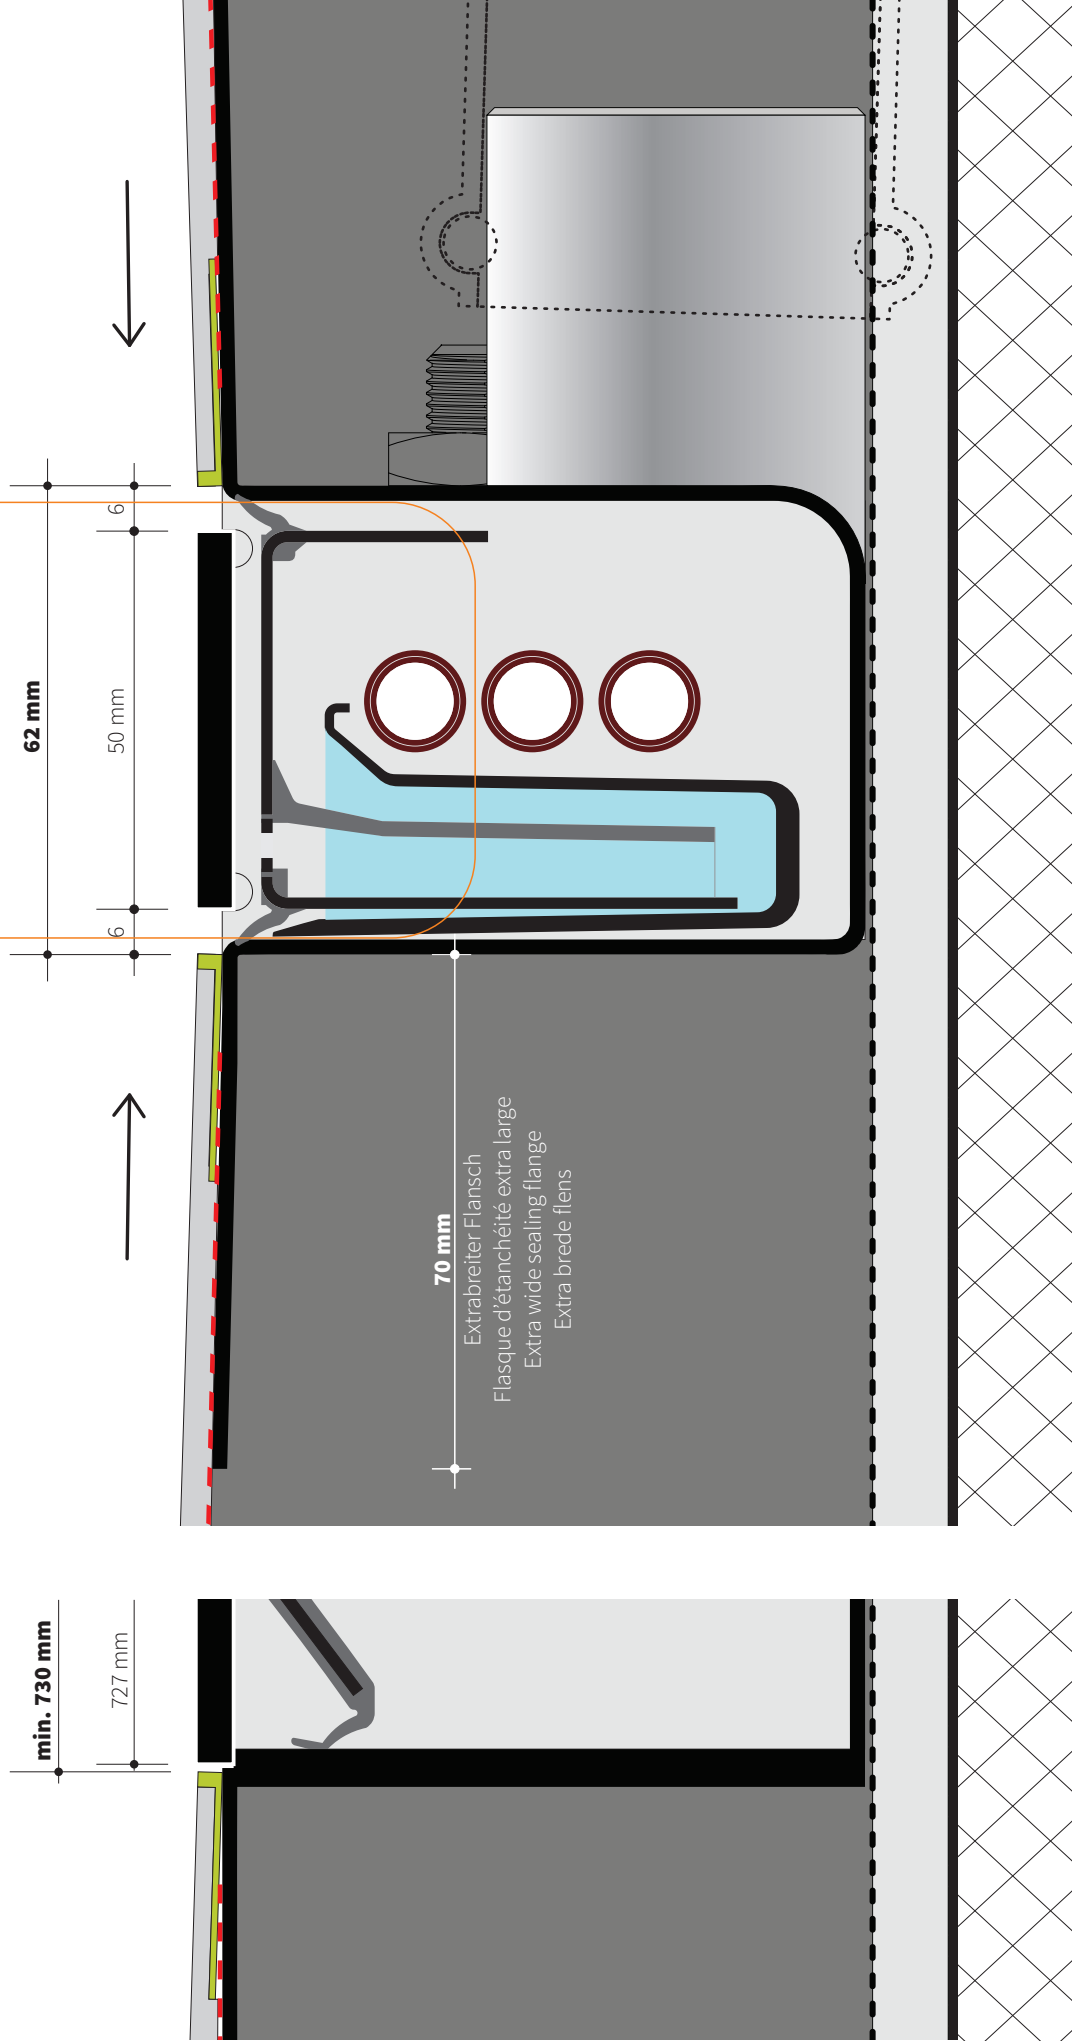 6
62 mm
50 mm
6
70 mm
Extrabreiter Flansch
Flasque d'étanchéité extra large
Extra wide sealing flange
Extra brede flens
min. 730 mm
727 mm